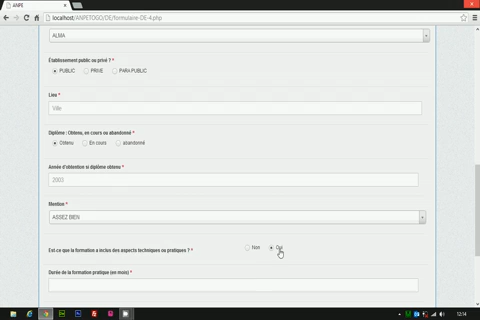 ANPE
localhost/ANPETOGO/DE/formulaire-DE-4.php
ALMA
Établissement public ou privé ? *
PUBLIC PRIVE PARA PUBLIC
Lieu *
Ville
Diplôme : Obtenu, en cours ou abandonné *
Obtenu En cours abandonné
Année d'obtention si diplôme obtenu *
2003
Mention *
ASSEZ BIEN
Est-ce que la formation a inclus des aspects techniques ou pratiques ? * Non Oui
Durée de la formation pratique (en mois) *
12:14